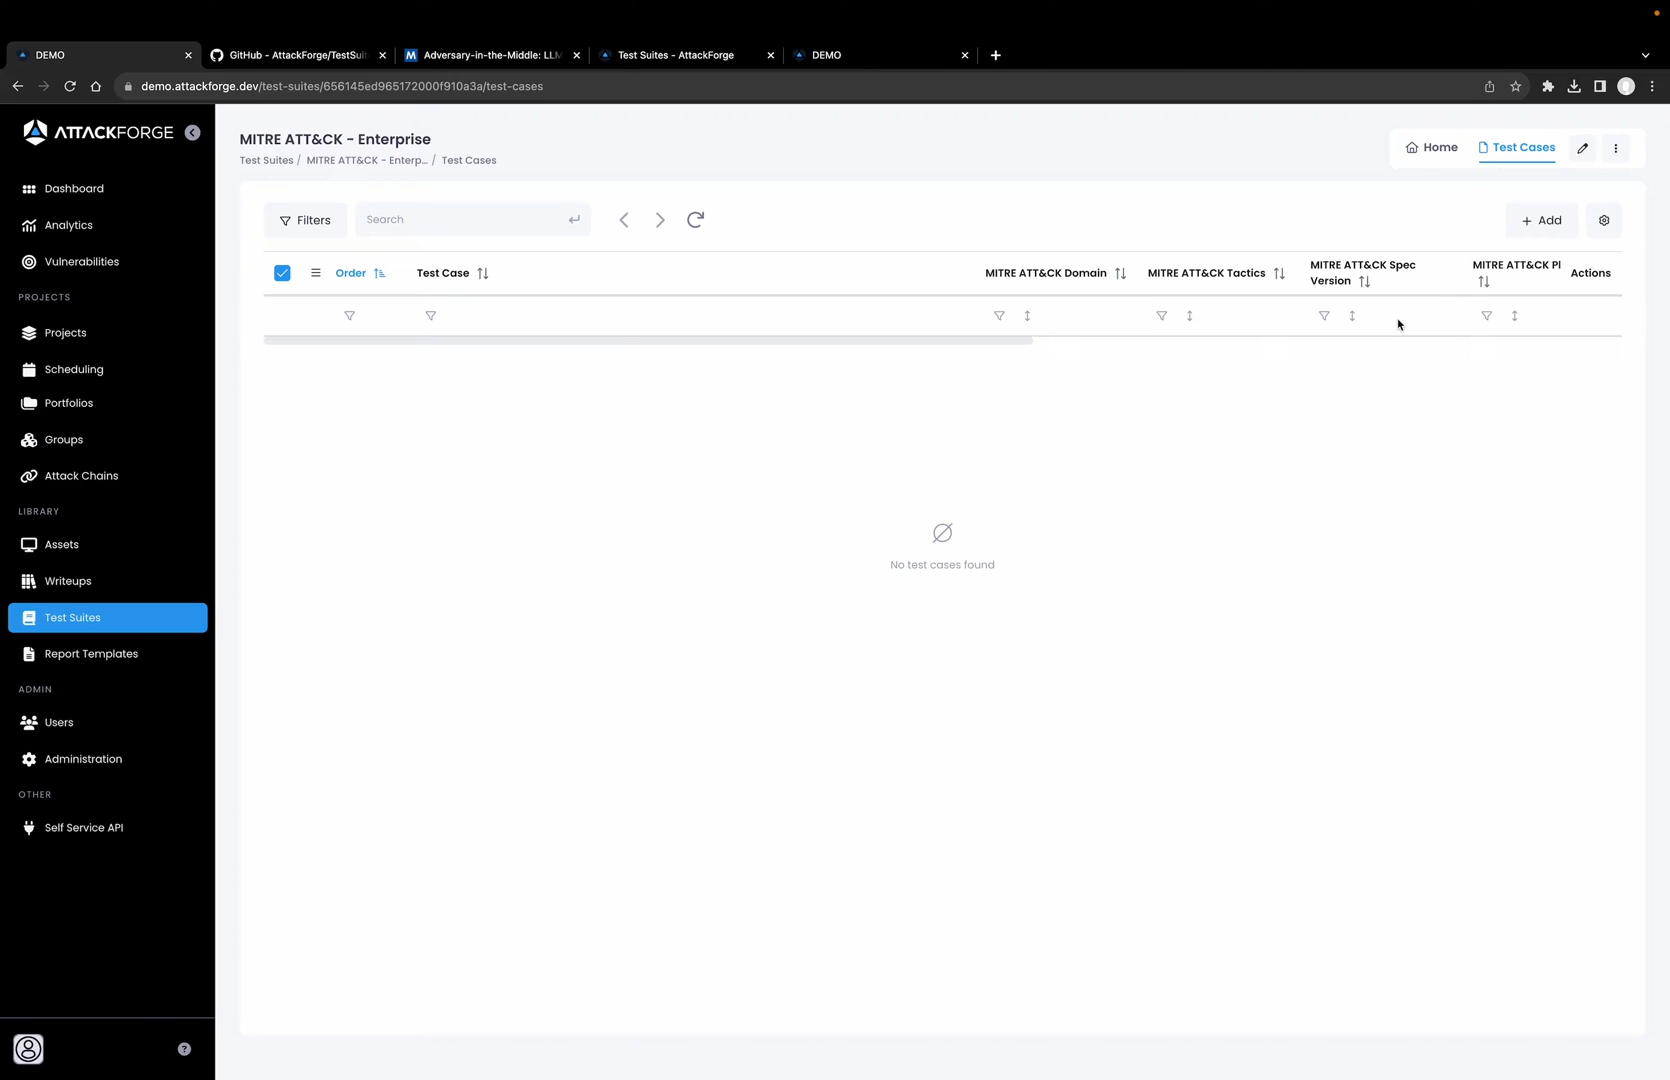 DEMO
GitHub - AttackForge/TestSuit
Adversary-in-the-Middle: LLM
Test Suites - AttackForge
DEMO
demo.attackforge.dev/test-suites/656145ed965172000f910a3a/test-cases
ATTACKFORGE
Dashboard
Analytics
Vulnerabilities
PROJECTS
Projects
Scheduling
Portfolios
Groups
Attack Chains
LIBRARY
Assets
Writeups
Test Suites
Report Templates
ADMIN
Users
Administration
OTHER
Self Service API
MITRE ATT&CK - Enterprise
Test Suites / MITRE ATT&CK - Enterp... / Test Cases
Home
Test Cases
Filters
Search
+ Add
Order
Test Case
MITRE ATT&CK Domain
MITRE ATT&CK Tactics
MITRE ATT&CK Spec
Version
MITRE ATT&CK Pl
Actions
No test cases found